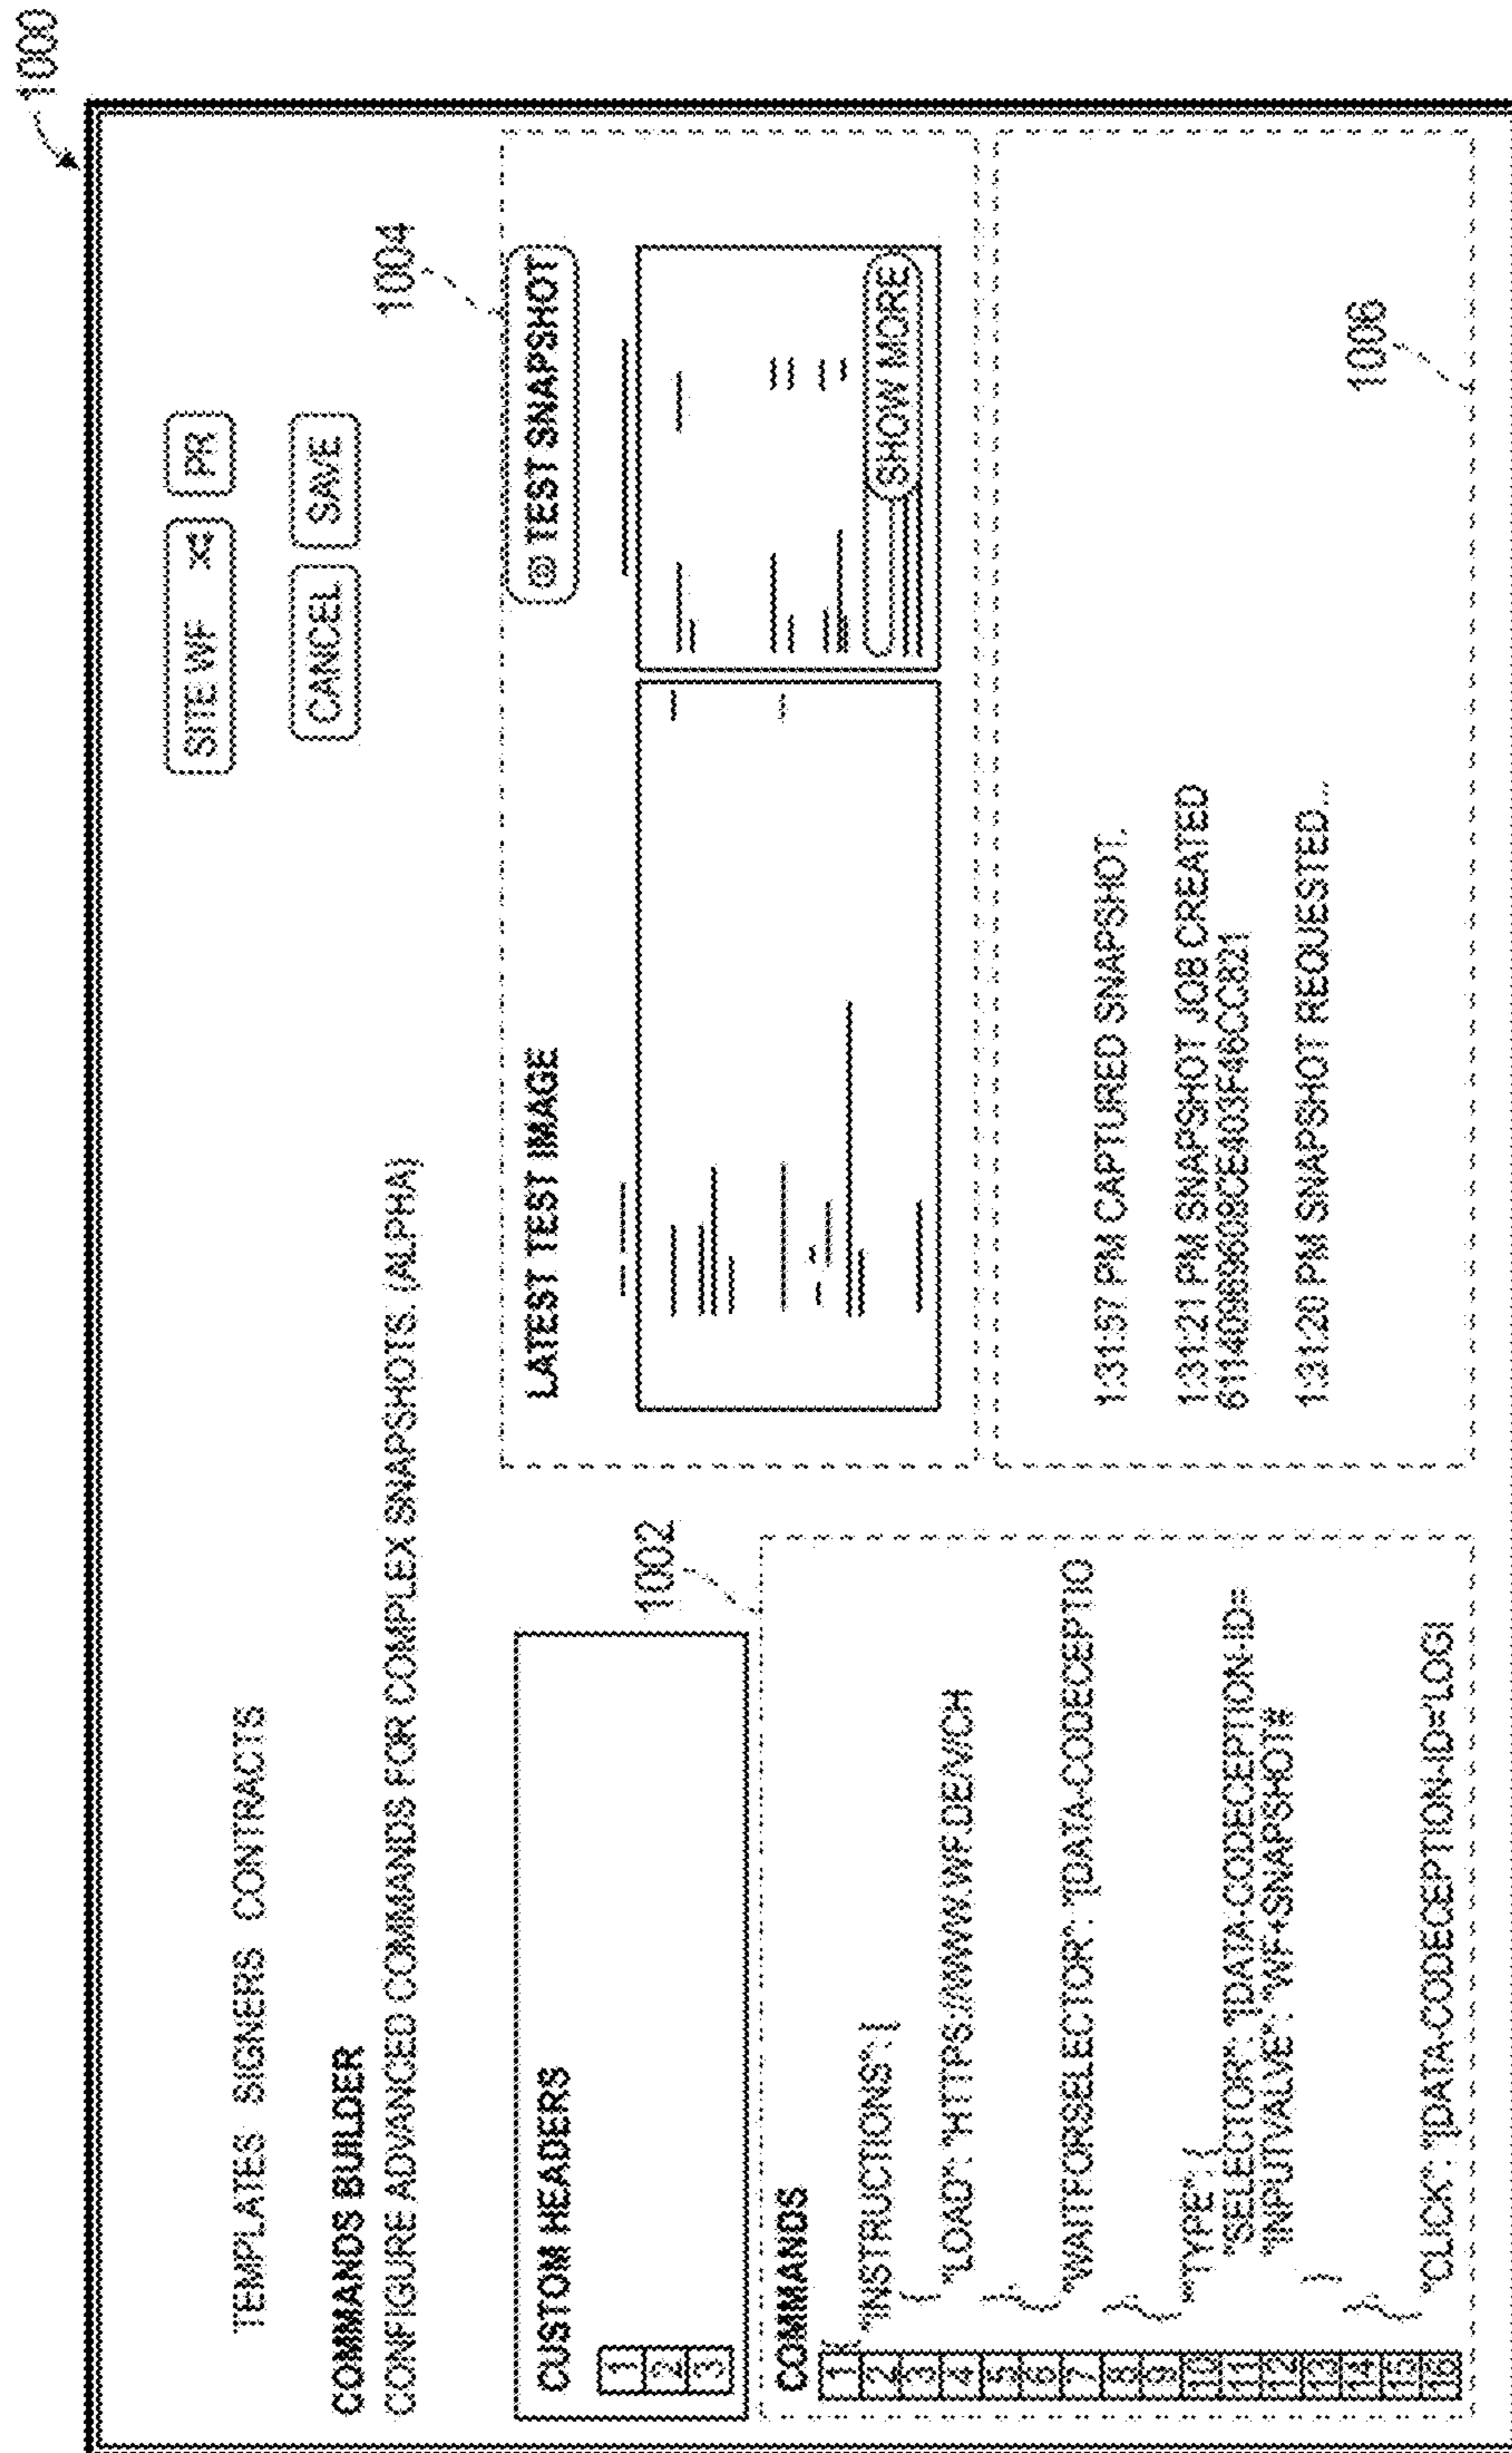 1000
SITE WF PR
TEMPLATES SIGNERS CONTRACTS
CANCEL SAVE
COMMANDS BUILDER
CONFIGURE ADVANCED COMMANDS FOR COMPLEX SNAPSHOTS. (ALPHA)
1004
LATEST TEST IMAGE
TEST SNAPSHOT
SHOW MORE
CUSTOM HEADERS
1
2
3
1002
COMMANDS
1 {
2 "INSTRUCTIONS": [
3 {
4 "LOAD": "HTTPS://WWW.WF.DEV/CH
5 },
6 {
7 "WAITFORSELECTOR": "[DATA-CODECEPTIO
8 },
9 {
10 "TYPE": {
11 "SELECTOR": "[DATA-CODECEPTION-ID=
12 "INPUTVALVE": "WF+SNAPSHOT#
13 }
14 },
15 {
16 "CLICK": "[DATA-CODECEPTION-ID='LOGI
1:31:57 PM CAPTURED SNAPSHOT.
1:31:21 PM SNAPSHOT JOB CREATED
1:31:20 PM SNAPSHOT REQUESTED...
1006